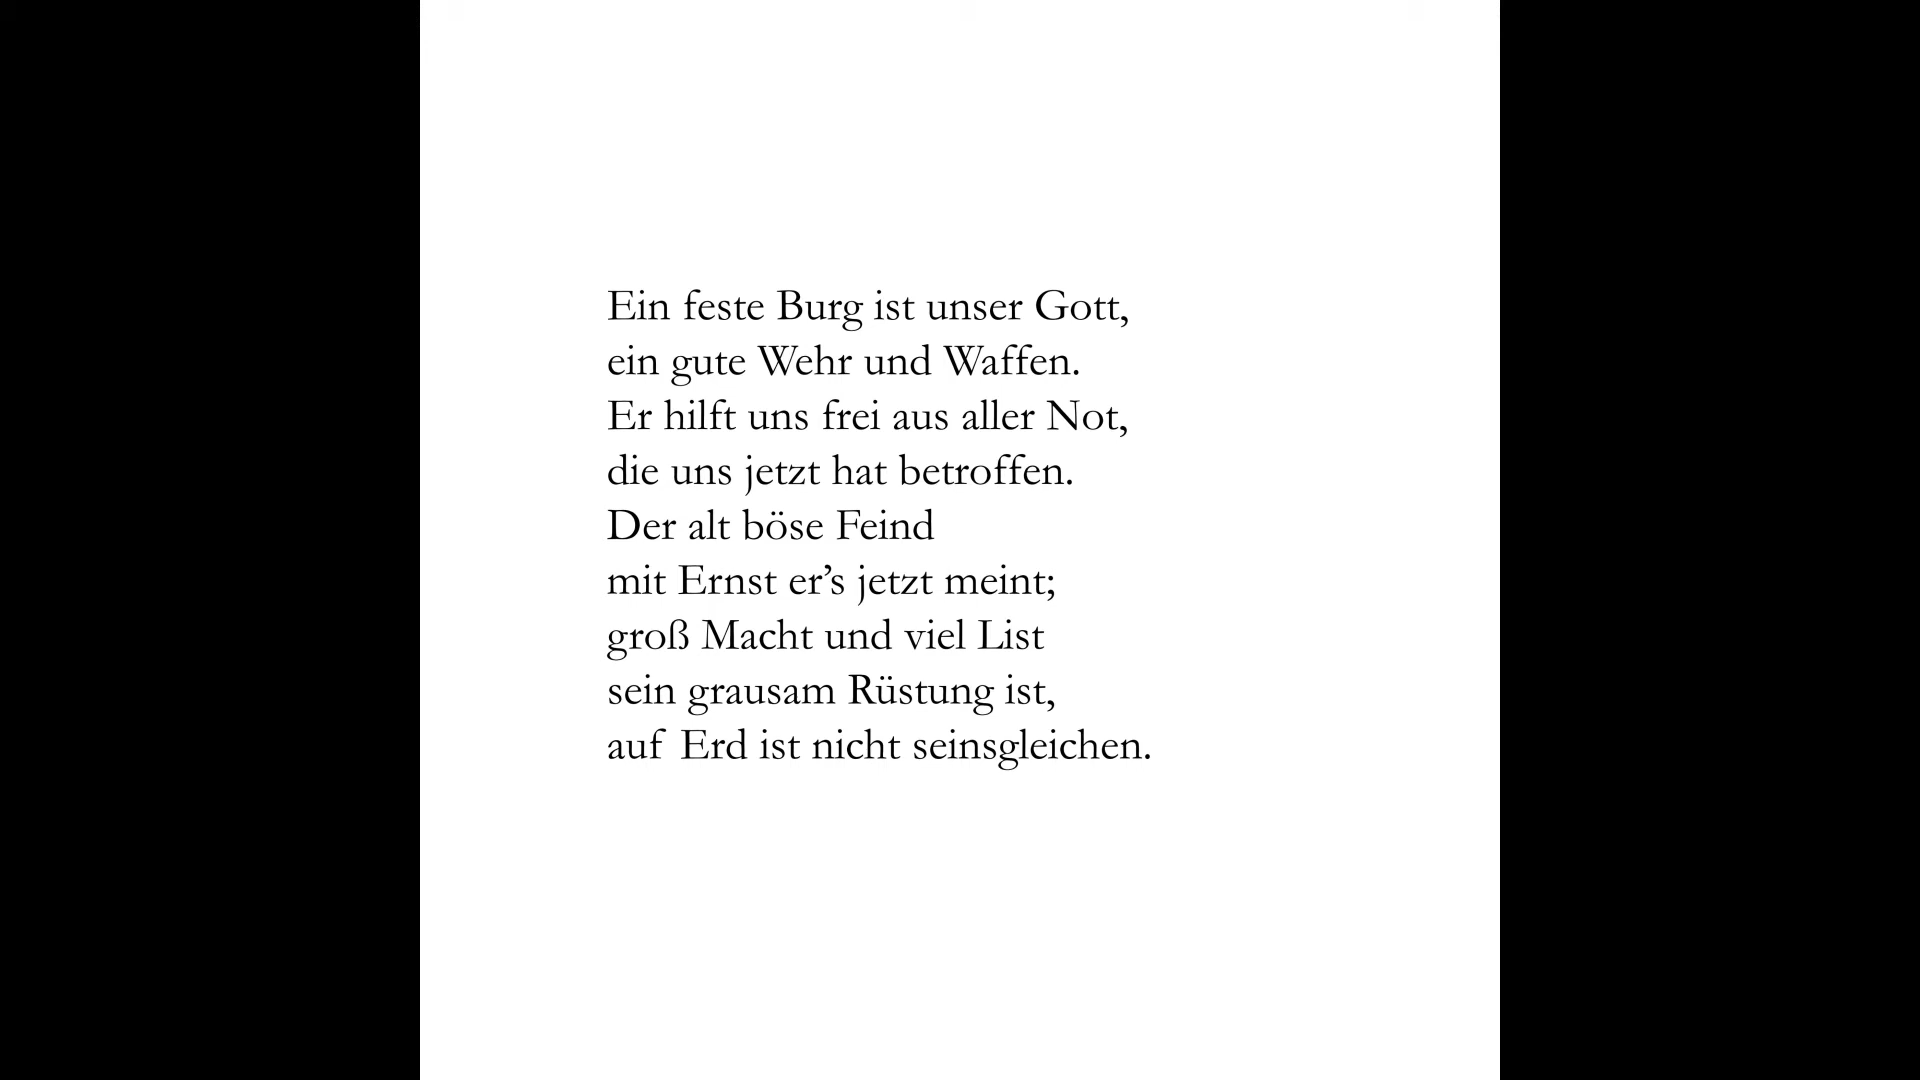 Ein feste Burg ist unser Gott,
ein gute Wehr und Waffen.
Er hilft uns frei aus aller Not,
die uns jetzt hat betroffen.
Der alt böse Feind
mit Ernst er’s jetzt meint;
groß Macht und viel List
sein grausam Rüstung ist,
auf Erd ist nicht seinsgleichen.